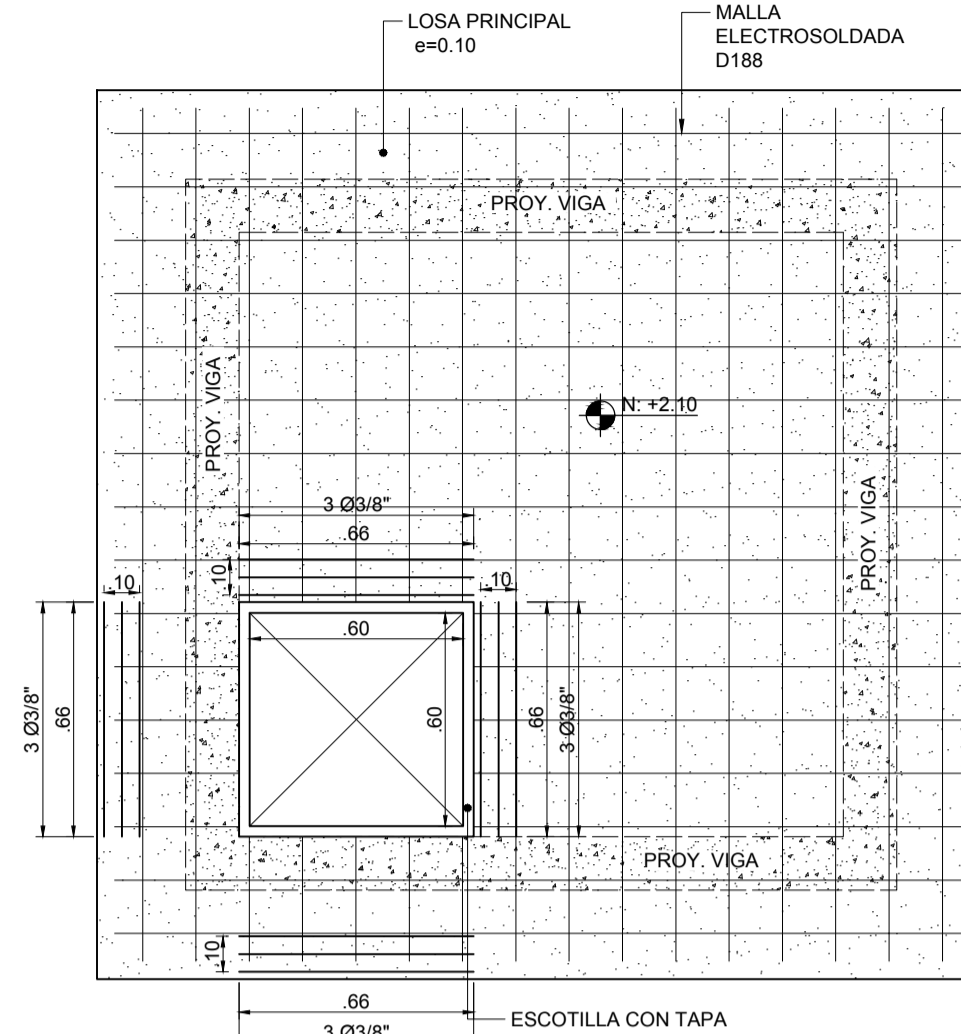 LOSA PRINCIPAL
e=0.10
MALLA
ELECTROSOLDADA
D188
PROY. VIGA
PROY. VIGA
N: +2.10
PROY. VIGA
3 Ø3/8"
.66
.10
.10
.10
.60
.60
3 Ø3/8"
.66
.66
3 Ø3/8"
PROY. VIGA
.10
.66
3 Ø3/8"
ESCOTILLA CON TAPA